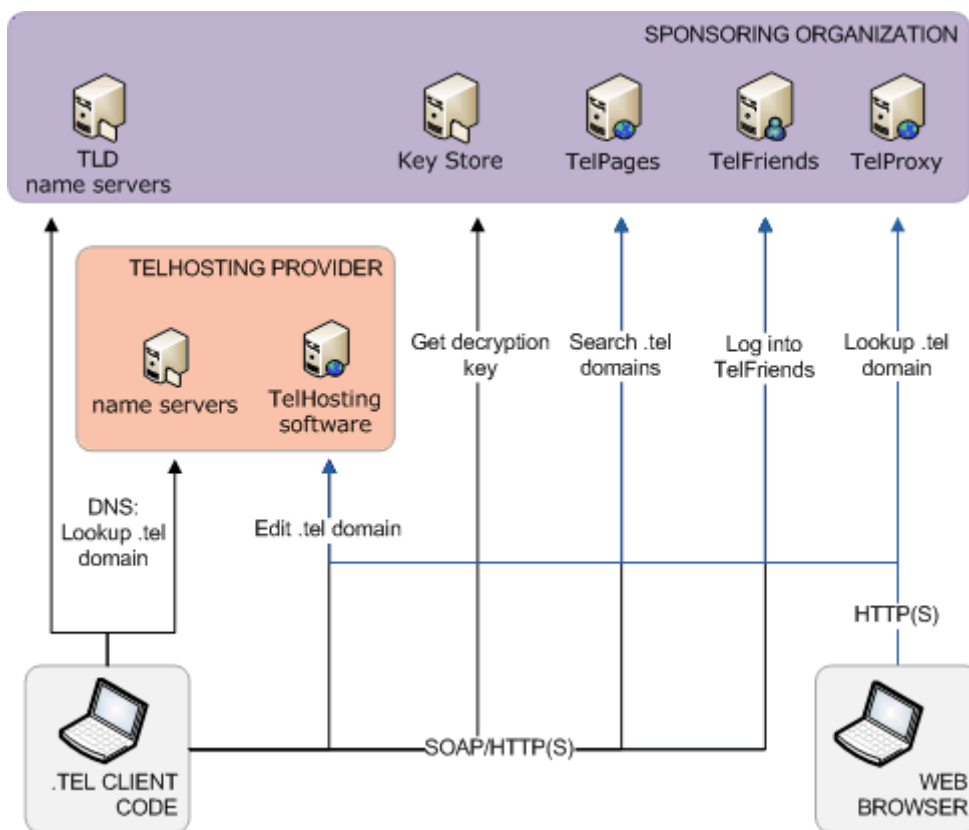 SPONSORING ORGANIZATION
TLD
name servers
Key Store
TelPages
TelFriends
TelProxy
TELHOSTING PROVIDER
name servers
TelHosting
software
Get decryption
key
Search .tel
domains
Log into
TelFriends
Lookup .tel
domain
DNS:
Lookup .tel
domain
Edit .tel domain
HTTP(S)
SOAP/HTTP(S)
.TEL CLIENT
CODE
WEB
BROWSER